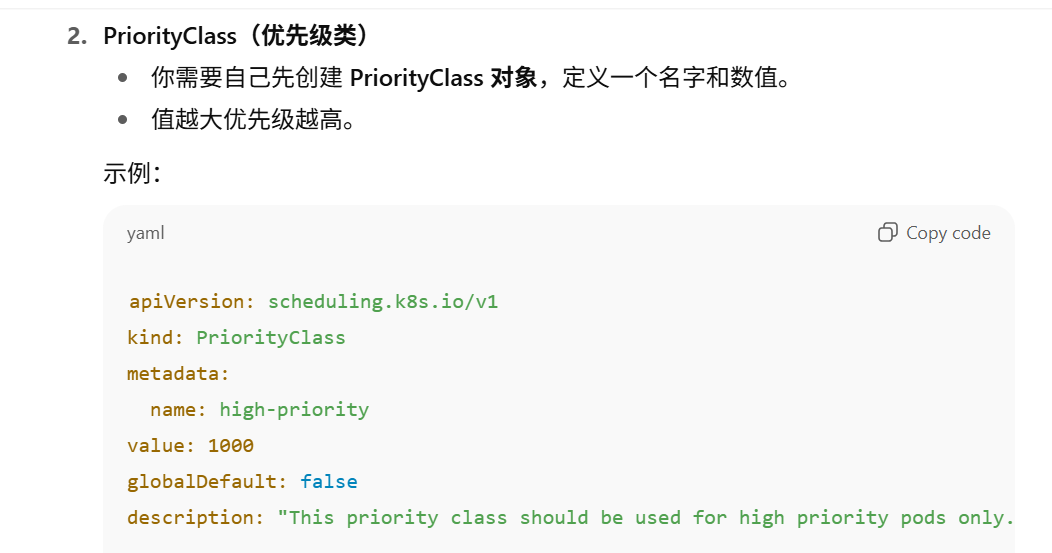 2. PriorityClass（优先级类）
• 你需要自己先创建 PriorityClass 对象，定义一个名字和数值。
• 值越大优先级越高。
示例：
yaml Copy code
apiVersion: scheduling.k8s.io/v1
kind: PriorityClass
metadata:
  name: high-priority
value: 1000
globalDefault: false
description: "This priority class should be used for high priority pods only.